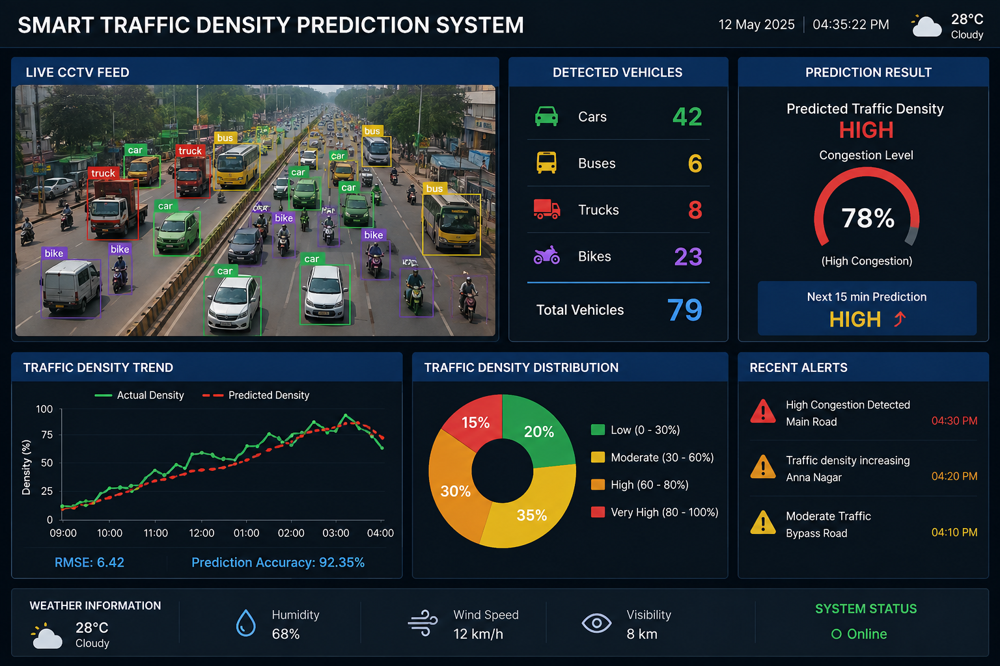 SMART TRAFFIC DENSITY PREDICTION SYSTEM
12 May 2025
04:35:22 PM
28°C
Cloudy
LIVE CCTV FEED
bus
bus
car
truck
car
truck
car
car
bus
car
bike
bike
bike
bike
car
car
DETECTED VEHICLES
Cars 42
Buses 6
Trucks 8
Bikes 23
Total Vehicles 79
PREDICTION RESULT
Predicted Traffic Density
HIGH
Congestion Level
78%
(High Congestion)
Next 15 min Prediction
HIGH
TRAFFIC DENSITY TREND
Actual Density
Predicted Density
Density (%)
100
75
50
25
0
09:00 10:00 11:00 12:00 01:00 02:00 03:00 04:00
RMSE: 6.42
Prediction Accuracy: 92.35%
TRAFFIC DENSITY DISTRIBUTION
15%
20%
30%
35%
Low (0 - 30%)
Moderate (30 - 60%)
High (60 - 80%)
Very High (80 - 100%)
RECENT ALERTS
High Congestion Detected
Main Road
04:30 PM
Traffic density increasing
Anna Nagar
04:20 PM
Moderate Traffic
Bypass Road
04:10 PM
WEATHER INFORMATION
28°C
Cloudy
Humidity
68%
Wind Speed
12 km/h
Visibility
8 km
SYSTEM STATUS
Online